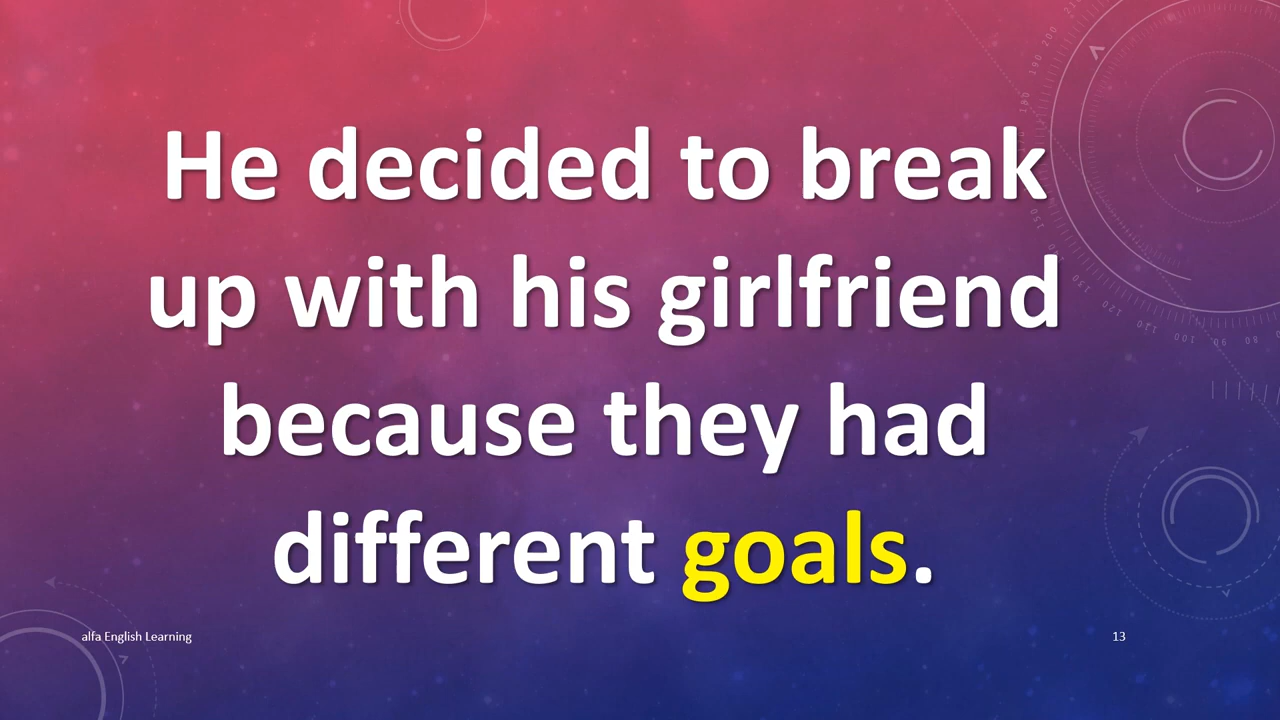 He decided to break
up with his girlfriend
because they had
different goals.
alfa English Learning
13